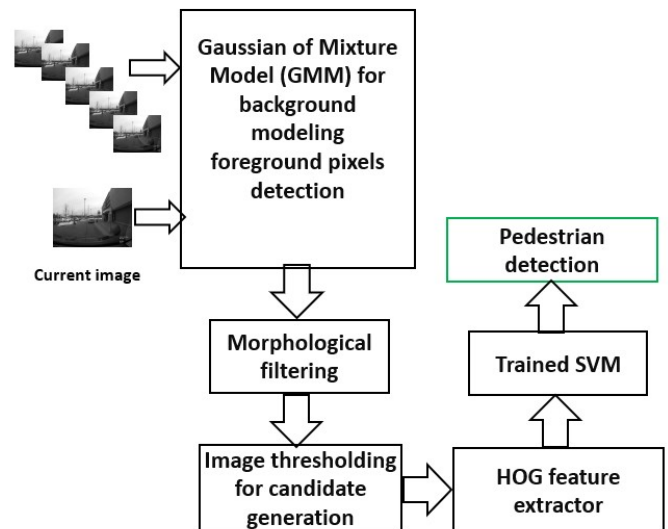 Gaussian of Mixture
Model (GMM) for
background
modeling
foreground pixels
detection
Current image
Morphological
filtering
Image thresholding
for candidate
generation
HOG feature
extractor
Trained SVM
Pedestrian
detection